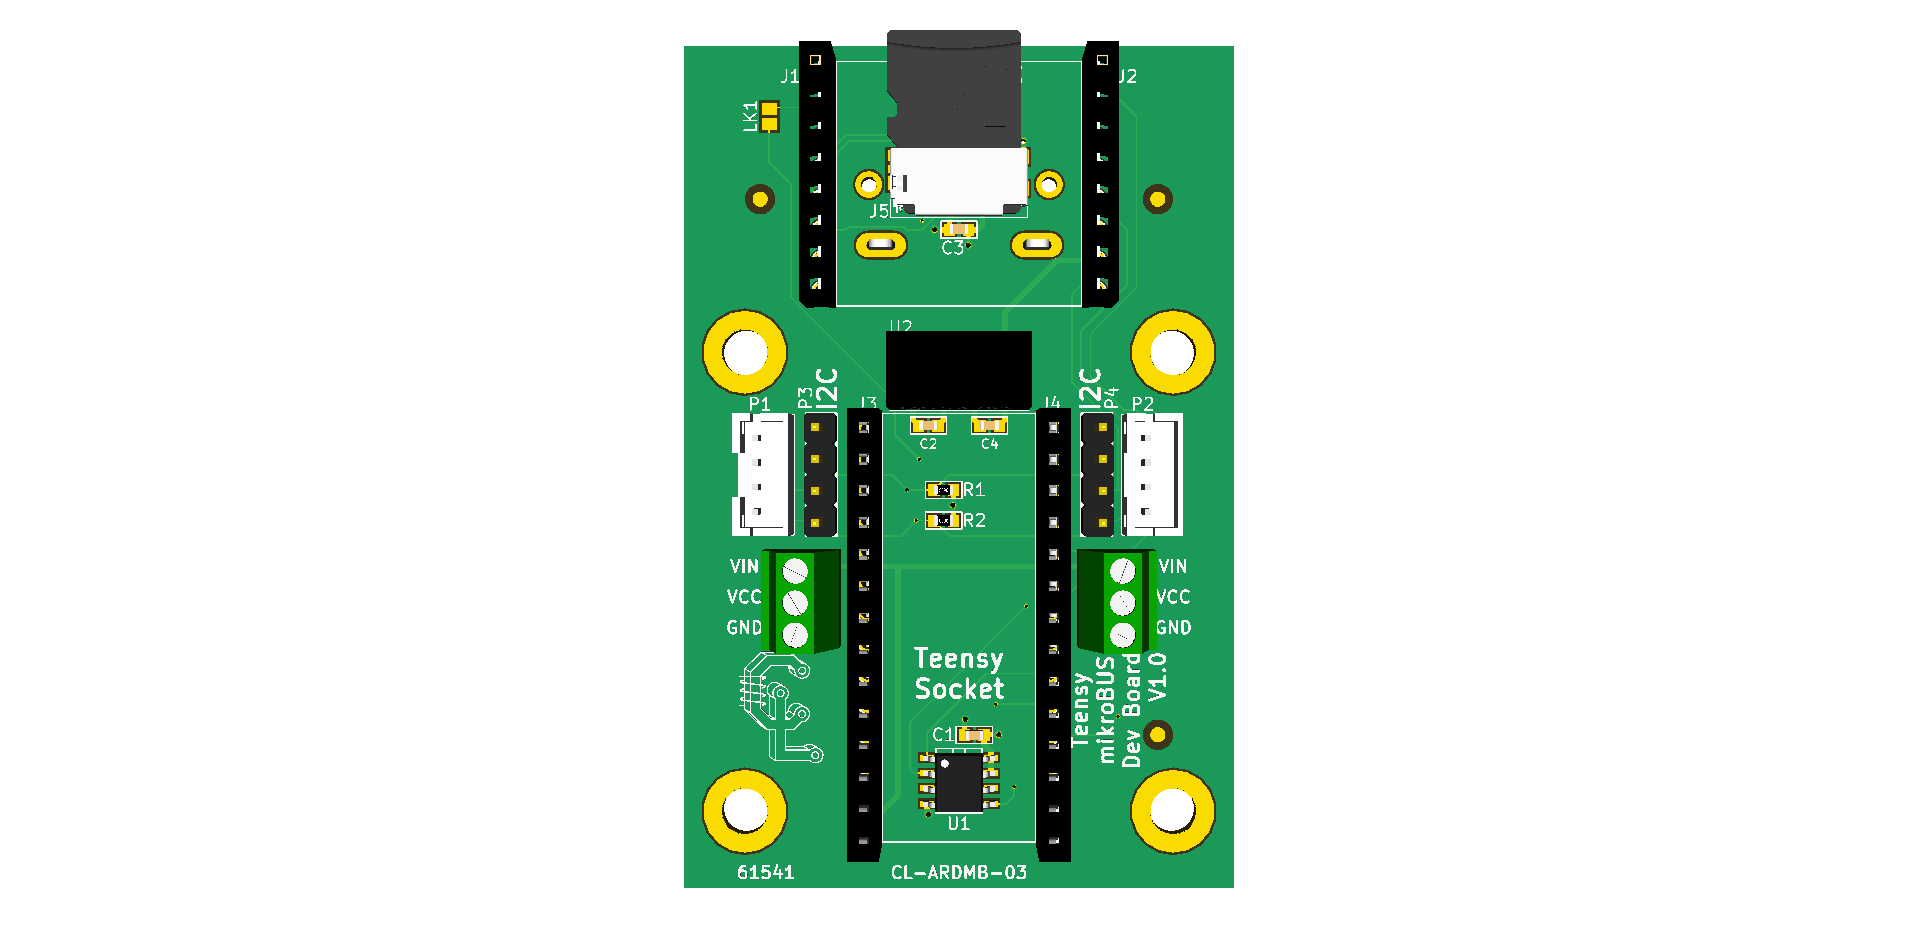 J1
J2
LK1
J5
C3
U2
I2C
P3
I2C
P4
P1
J3
J4
P2
C2
C4
R1
R2
VIN
VIN
VCC
VCC
GND
GND
Teensy
Socket
Teensy
mikroBUS
Dev Board
V1.0
C1
U1
61541
CL-ARDMB-03